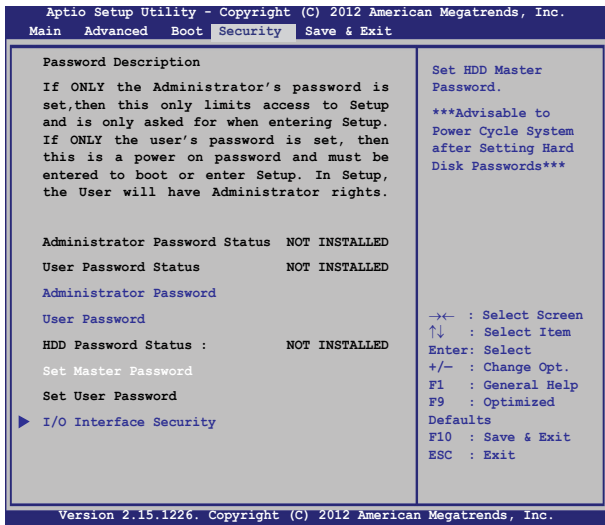 Aptio Setup Utility - Copyright (C) 2012 American Megatrends, Inc.
Main Advanced Boot Security Save & Exit
Password Description
If ONLY the Administrator's password is
set,then this only limits access to Setup
and is only asked for when entering Setup.
If ONLY the user's password is set, then
this is a power on password and must be
entered to boot or enter Setup. In Setup,
the User will have Administrator rights.
Administrator Password Status NOT INSTALLED
User Password Status NOT INSTALLED
Administrator Password
User Password
HDD Password Status : NOT INSTALLED
Set Master Password
Set User Password
I/O Interface Security
Set HDD Master
Password.
***Advisable to
Power Cycle System
after Setting Hard
Disk Passwords***
→← : Select Screen
↑↓ : Select Item
Enter: Select
+/— : Change Opt.
F1 : General Help
F9 : Optimized
Defaults
F10 : Save & Exit
ESC : Exit
Version 2.15.1226. Copyright (C) 2012 American Megatrends, Inc.